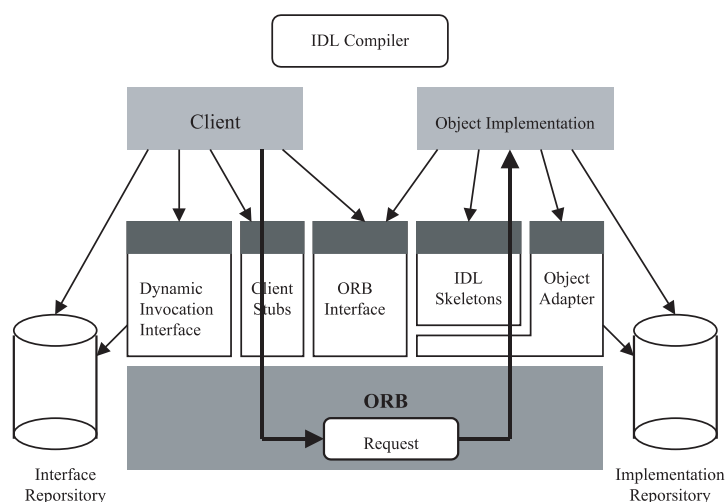 IDL Compiler
Client
Object Implementation
Dynamic
Invocation
Interface
Client
Stubs
ORB
Interface
IDL
Skeletons
Object
Adapter
ORB
Request
Interface
Reporsitory
Implementation
Reporsitory